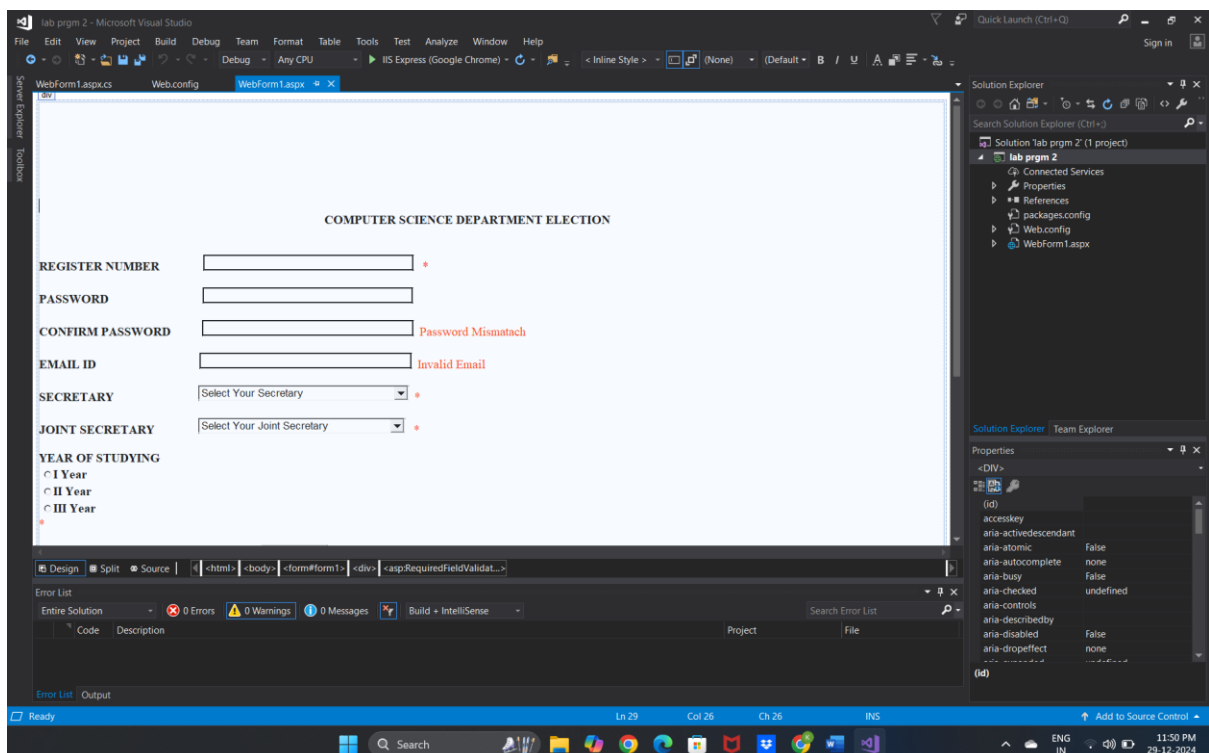 lab prgm 2 - Microsoft Visual Studio
Quick Launch (Ctrl+Q)
File Edit View Project Build Debug Team Format Table Tools Test Analyze Window Help
Sign in
Debug Any CPU IIS Express (Google Chrome) < Inline Style > (None) (Default B I U A
Server Explorer
Toolbox
WebForm1.aspx.cs Web.config WebForm1.aspx
div
COMPUTER SCIENCE DEPARTMENT ELECTION
REGISTER NUMBER *
PASSWORD
CONFIRM PASSWORD Password Mismatach
EMAIL ID Invalid Email
SECRETARY Select Your Secretary *
JOINT SECRETARY Select Your Joint Secretary *
YEAR OF STUDYING
I Year
II Year
III Year
*
Design Split Source <html> <body> <form#form1> <div> <asp:RequiredFieldValidat...>
Error List
Entire Solution 0 Errors 0 Warnings 0 Messages Build + IntelliSense Search Error List
Code Description Project File
Error List Output
Solution Explorer
Search Solution Explorer (Ctrl+;)
Solution 'lab prgm 2' (1 project)
lab prgm 2
Connected Services
Properties
References
packages.config
Web.config
WebForm1.aspx
Solution Explorer Team Explorer
Properties
<DIV>
(id)
accesskey
aria-activedescendant
aria-atomic False
aria-autocomplete none
aria-busy False
aria-checked undefined
aria-controls
aria-describedby
aria-disabled False
aria-dropeffect none
(id)
Ready Ln 29 Col 26 Ch 26 INS Add to Source Control
Search
ENG
IN
11:50 PM
29-12-2024